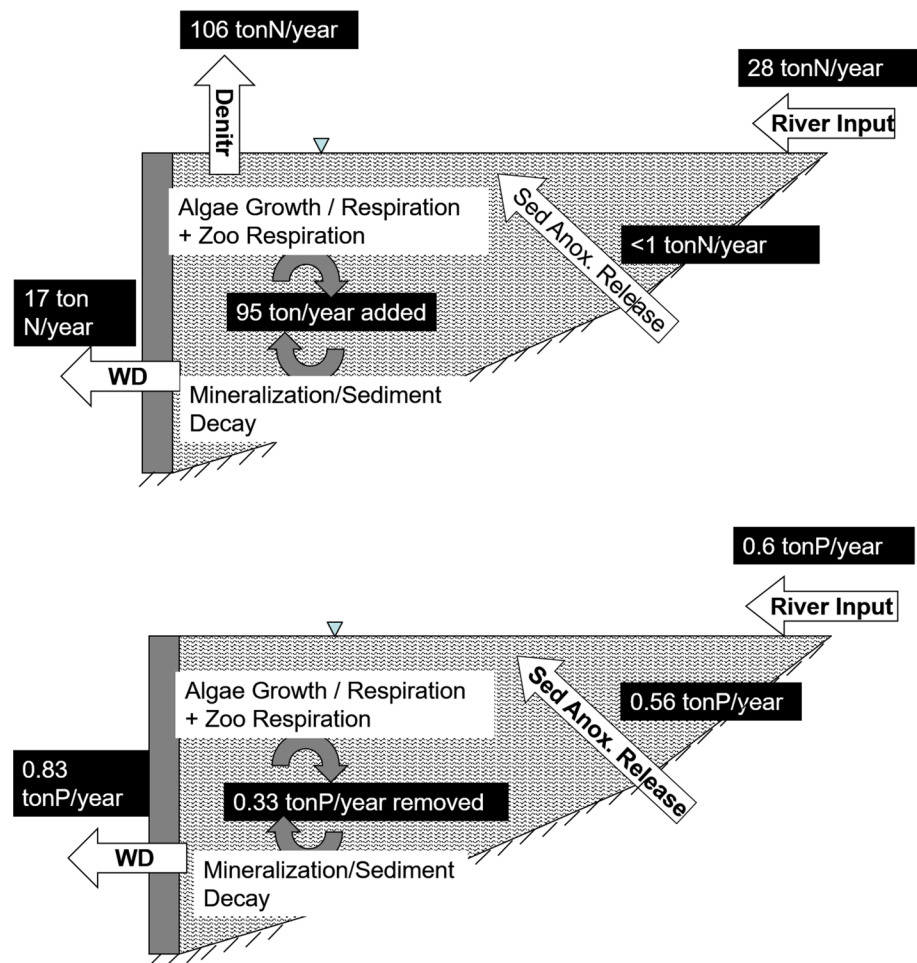 106 tonN/year
28 tonN/year
Denitr
River Input
Algae Growth / Respiration
+ Zoo Respiration
Sed Anox. Release
<1 tonN/year
17 ton
N/year
95 ton/year added
WD
Mineralization/Sediment
Decay
0.6 tonP/year
River Input
Algae Growth / Respiration
+ Zoo Respiration
Sed Anox. Release
0.56 tonP/year
0.83
tonP/year
0.33 tonP/year removed
WD
Mineralization/Sediment
Decay